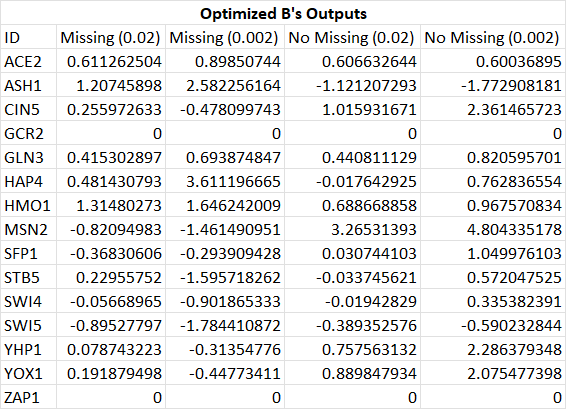 Optimized B's Outputs
ID Missing (0.02) Missing (0.002) No Missing (0.02) No Missing (0.002)
ACE2 0.611262504 0.89850744 0.606632644 0.60036895
ASH1 1.20745898 2.582256164 -1.121207293 -1.772908181
CIN5 0.255972633 -0.478099743 1.015931671 2.361465723
GCR2 0 0 0 0
GLN3 0.415302897 0.693874847 0.440811129 0.820595701
HAP4 0.481430793 3.611196665 -0.017642925 0.762836554
HMO1 1.31480273 1.646242009 0.688668858 0.967570834
MSN2 -0.82094983 -1.461490951 3.26531393 4.804335178
SFP1 -0.36830606 -0.293909428 0.030744103 1.049976103
STB5 0.22955752 -1.595718262 -0.033745621 0.572047525
SWI4 -0.05668965 -0.901865333 -0.01942829 0.335382391
SWI5 -0.89527797 -1.784410872 -0.389352576 -0.590232844
YHP1 0.078743223 -0.31354776 0.757563132 2.286379348
YOX1 0.191879498 -0.44773411 0.889847934 2.075477398
ZAP1 0 0 0 0